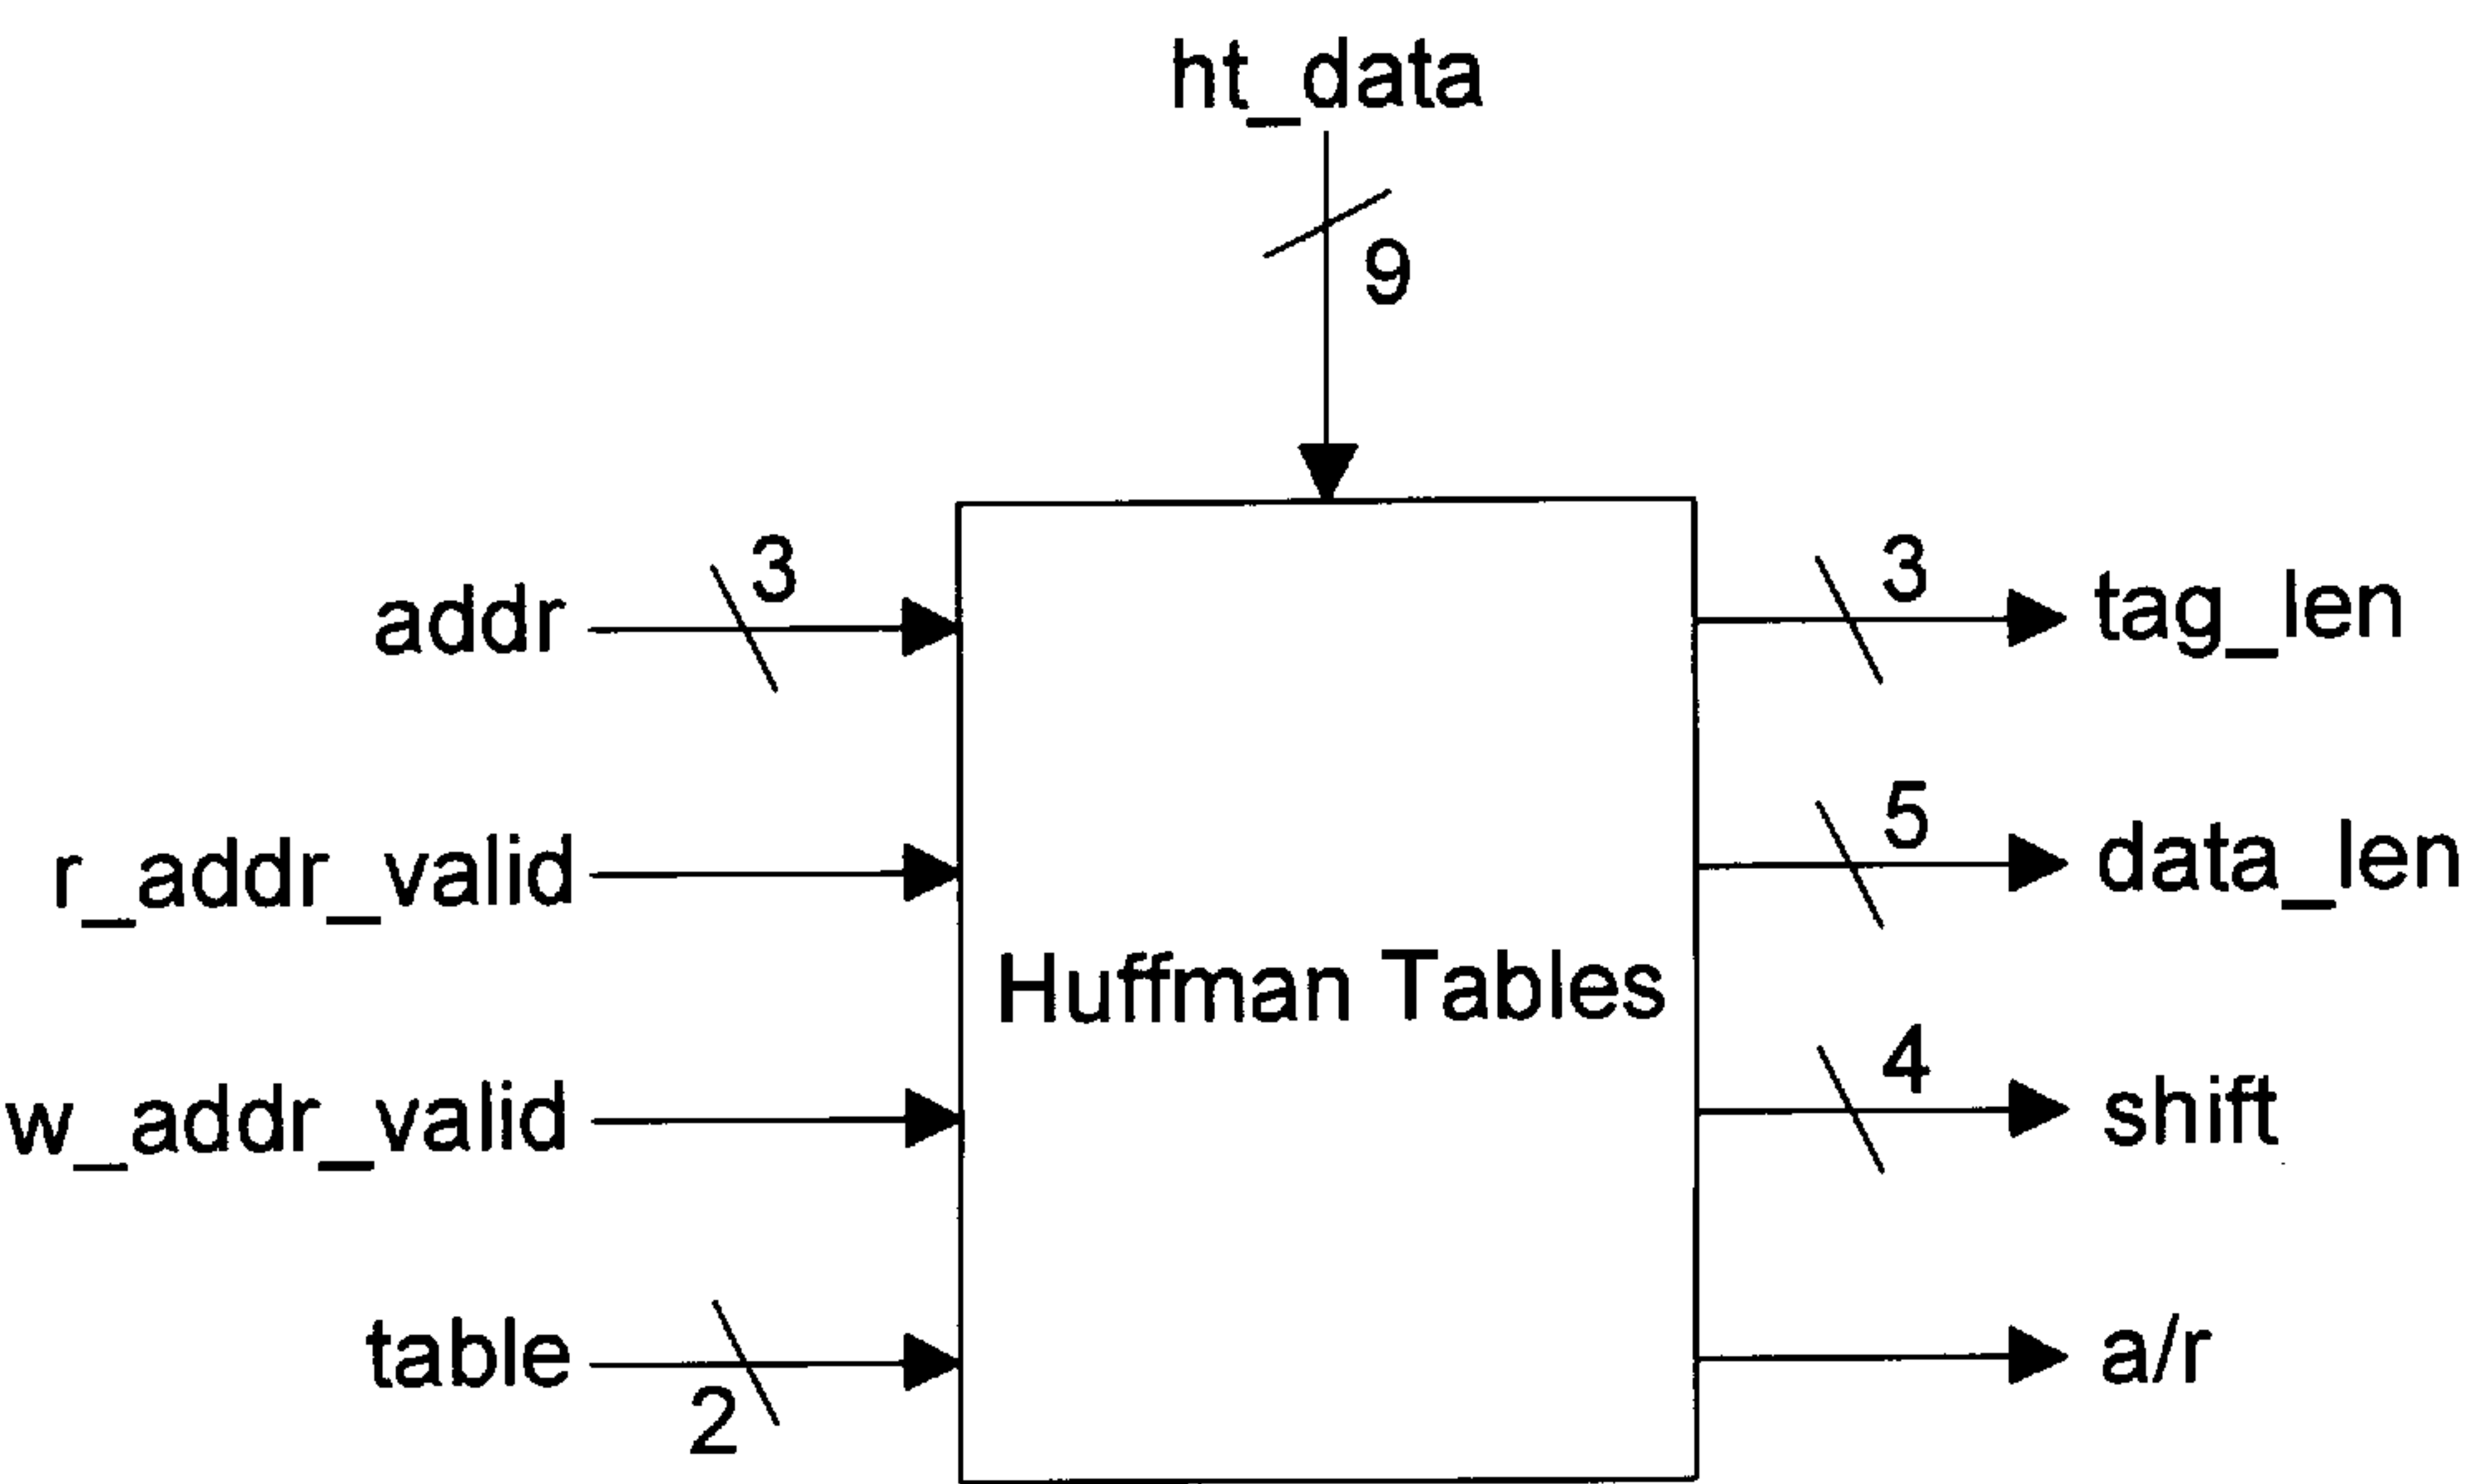 ht_data
9
addr
3
r_addr_valid
w_addr_valid
table
2
Huffman Tables
3
tag_len
5
data_len
4
shift
a/r